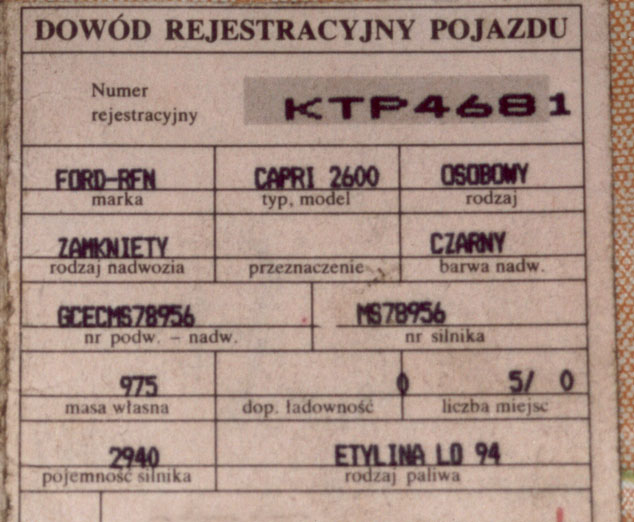 DOWÓD REJESTRACYJNY POJAZDU
Numer
rejestracyjny KTP4681
FORD-RFN CAPRI 2600 OSOBOWY
marka typ, model rodzaj
ZAMKNIETY CZARNY
rodzaj nadwozia przeznaczenie barwa nadw.
GCECMS78956 MS78956
nr podw. – nadw. nr silnika
975 0 5/ 0
masa własna dop. ładowność liczba miejsc
2940 ETYLINA LO 94
pojemność silnika rodzaj paliwa